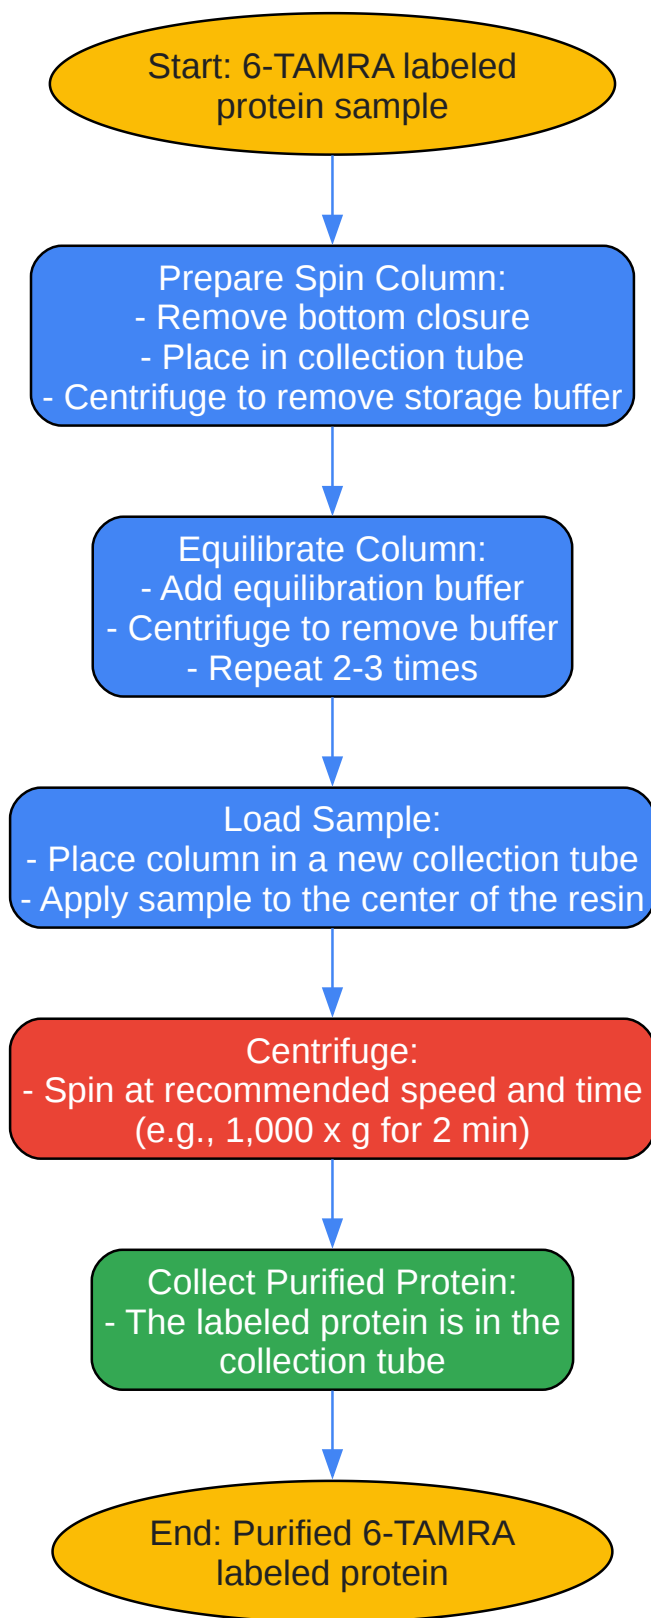 Start: 6-TAMRA labeled
protein sample
Prepare Spin Column:
- Remove bottom closure
- Place in collection tube
- Centrifuge to remove storage buffer
Equilibrate Column:
- Add equilibration buffer
- Centrifuge to remove buffer
- Repeat 2-3 times
Load Sample:
- Place column in a new collection tube
- Apply sample to the center of the resin
Centrifuge:
- Spin at recommended speed and time
(e.g., 1,000 x g for 2 min)
Collect Purified Protein:
- The labeled protein is in the
collection tube
End: Purified 6-TAMRA
labeled protein